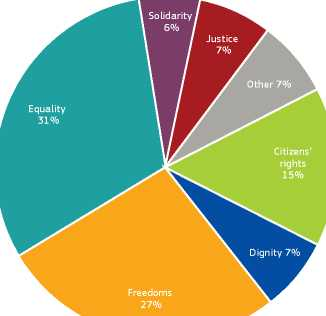 Solidarity
6%
Justice
7%
Other 7%
Citizens'
rights
15%
Dignity 7%
Freedoms
27%
Equality
31%